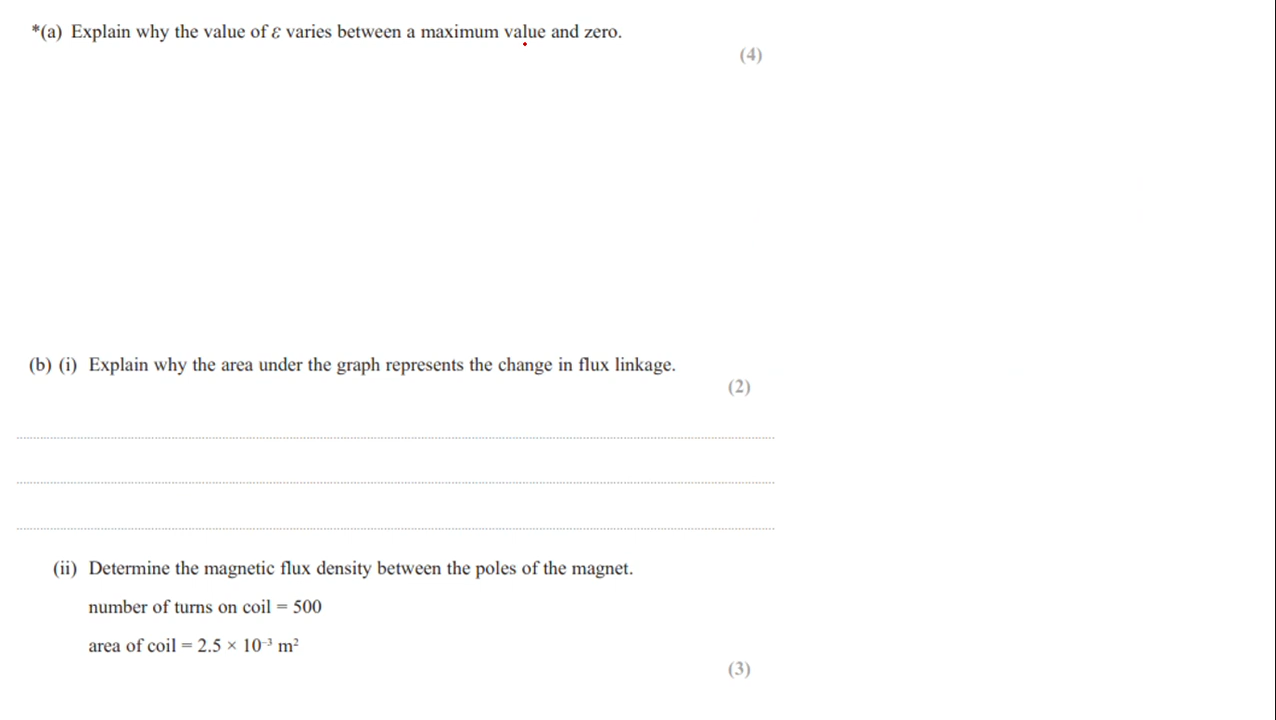 *(a) Explain why the value of ε varies between a maximum value and zero.
(4)
(b) (i) Explain why the area under the graph represents the change in flux linkage.
(2)
(ii) Determine the magnetic flux density between the poles of the magnet.
number of turns on coil = 500
area of coil = 2.5 × 10⁻³ m²
(3)